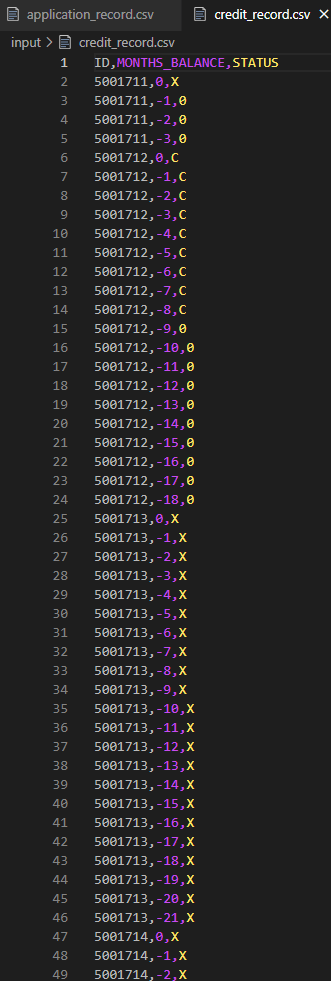 application_record.csv credit_record.csv
input > credit_record.csv
1 ID,MONTHS_BALANCE,STATUS
2 5001711,0,X
3 5001711,-1,0
4 5001711,-2,0
5 5001711,-3,0
6 5001712,0,C
7 5001712,-1,C
8 5001712,-2,C
9 5001712,-3,C
10 5001712,-4,C
11 5001712,-5,C
12 5001712,-6,C
13 5001712,-7,C
14 5001712,-8,C
15 5001712,-9,0
16 5001712,-10,0
17 5001712,-11,0
18 5001712,-12,0
19 5001712,-13,0
20 5001712,-14,0
21 5001712,-15,0
22 5001712,-16,0
23 5001712,-17,0
24 5001712,-18,0
25 5001713,0,X
26 5001713,-1,X
27 5001713,-2,X
28 5001713,-3,X
29 5001713,-4,X
30 5001713,-5,X
31 5001713,-6,X
32 5001713,-7,X
33 5001713,-8,X
34 5001713,-9,X
35 5001713,-10,X
36 5001713,-11,X
37 5001713,-12,X
38 5001713,-13,X
39 5001713,-14,X
40 5001713,-15,X
41 5001713,-16,X
42 5001713,-17,X
43 5001713,-18,X
44 5001713,-19,X
45 5001713,-20,X
46 5001713,-21,X
47 5001714,0,X
48 5001714,-1,X
49 5001714,-2,X